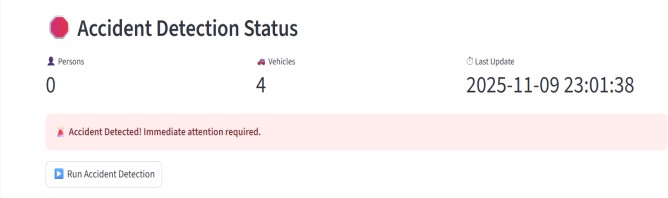 Accident Detection Status
Persons
Vehicles
Last Update
0
4
2025-11-09 23:01:38
Accident Detected! Immediate attention required.
Run Accident Detection